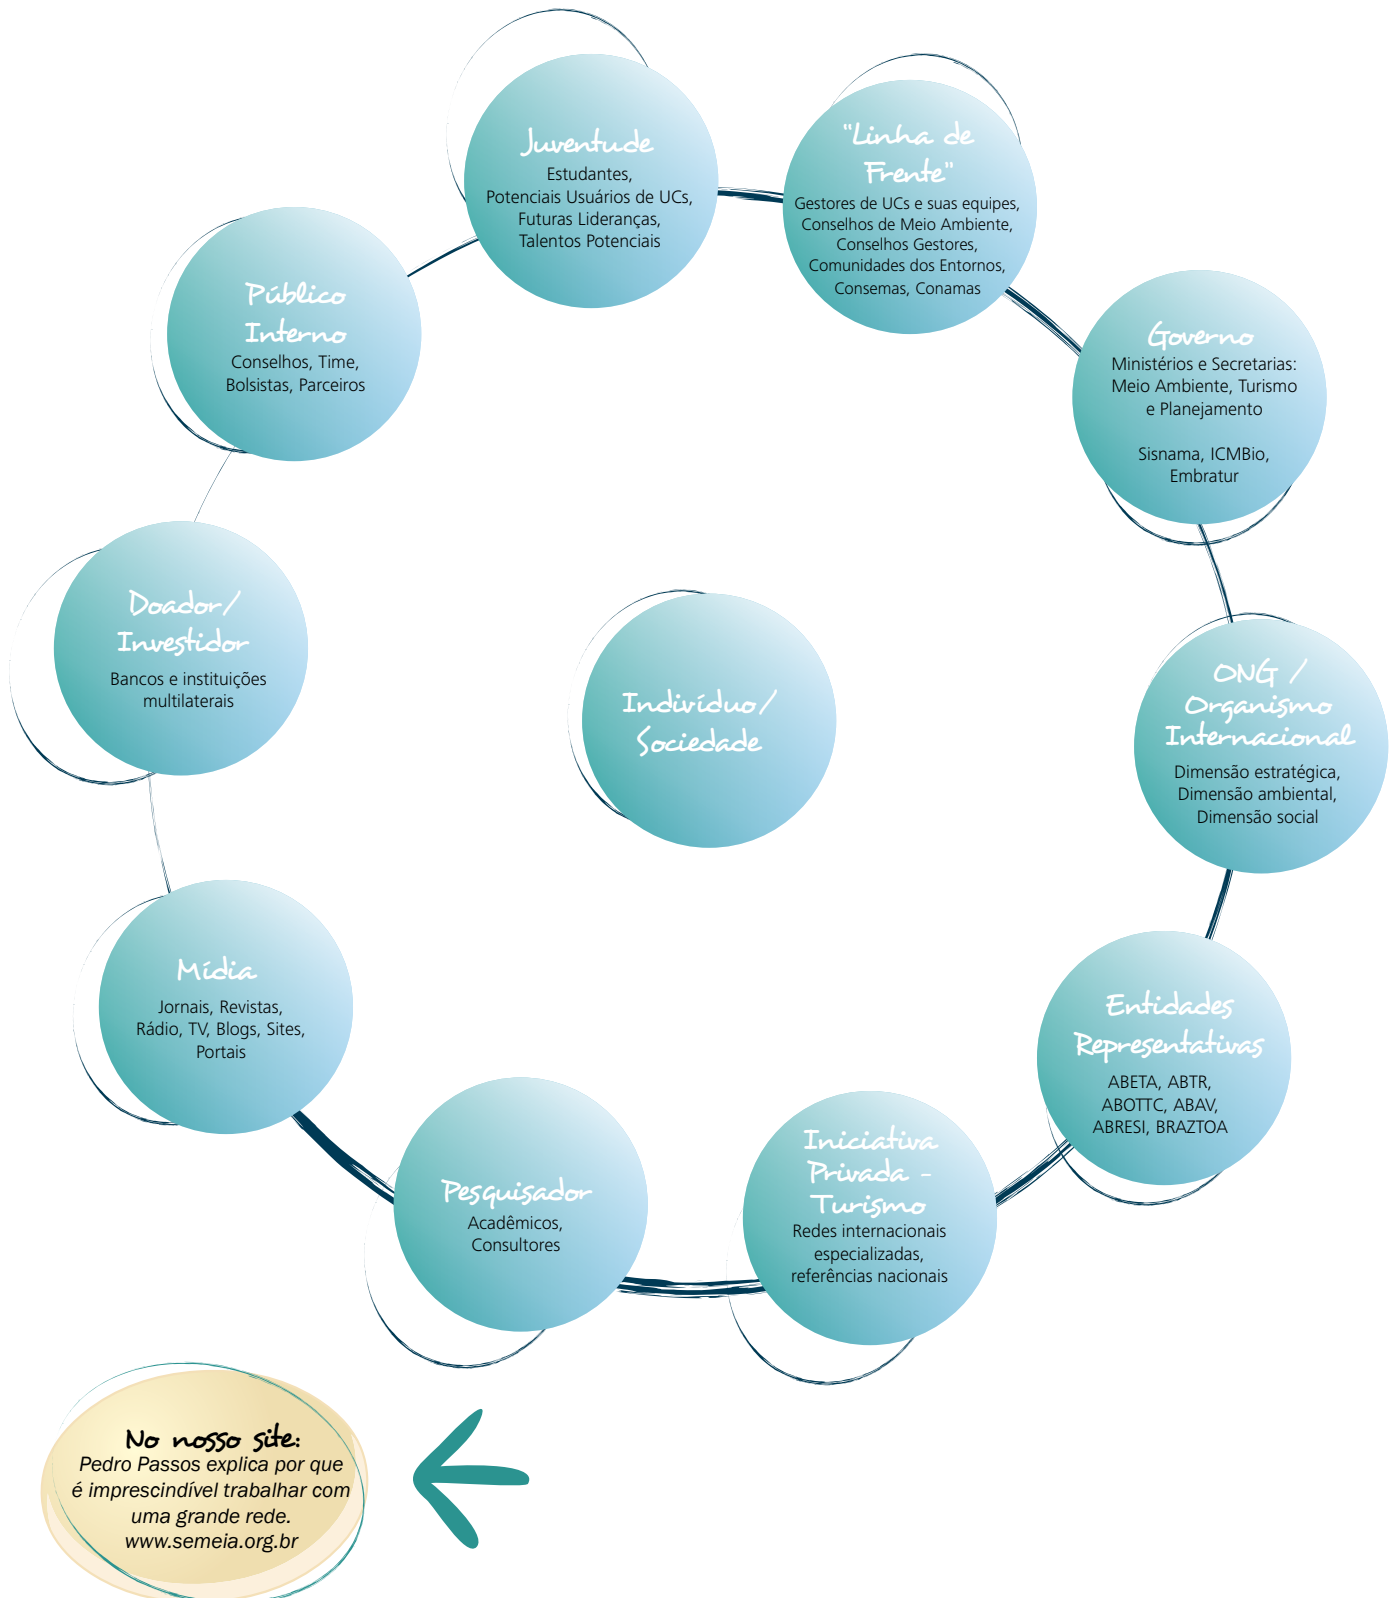 Juventude
Estudantes,
Potenciais Usuários de UCs,
Futuras Lideranças,
Talentos Potenciais
"Linha de
Frente"
Gestores de UCs e suas equipes,
Conselhos de Meio Ambiente,
Conselhos Gestores,
Comunidades dos Entornos,
Consemas, Conamas
Público
Interno
Conselhos, Time,
Bolsistas, Parceiros
Governo
Ministérios e Secretarias:
Meio Ambiente, Turismo
e Planejamento
Sisnama, ICMBio,
Embratur
Doador/
Investidor
Bancos e instituições
multilaterais
Indivíduo/
Sociedade
ONG /
Organismo
Internacional
Dimensão estratégica,
Dimensão ambiental,
Dimensão social
Mídia
Jornais, Revistas,
Rádio, TV, Blogs, Sites,
Portais
Entidades
Representativas
ABETA, ABTR,
ABOTTC, ABAV,
ABRESI, BRAZTOA
Pesquisador
Acadêmicos,
Consultores
Iniciativa
Privada -
Turismo
Redes internacionais
especializadas,
referências nacionais
No nosso site:
Pedro Passos explica por que
é imprescindível trabalhar com
uma grande rede.
www.semeia.org.br